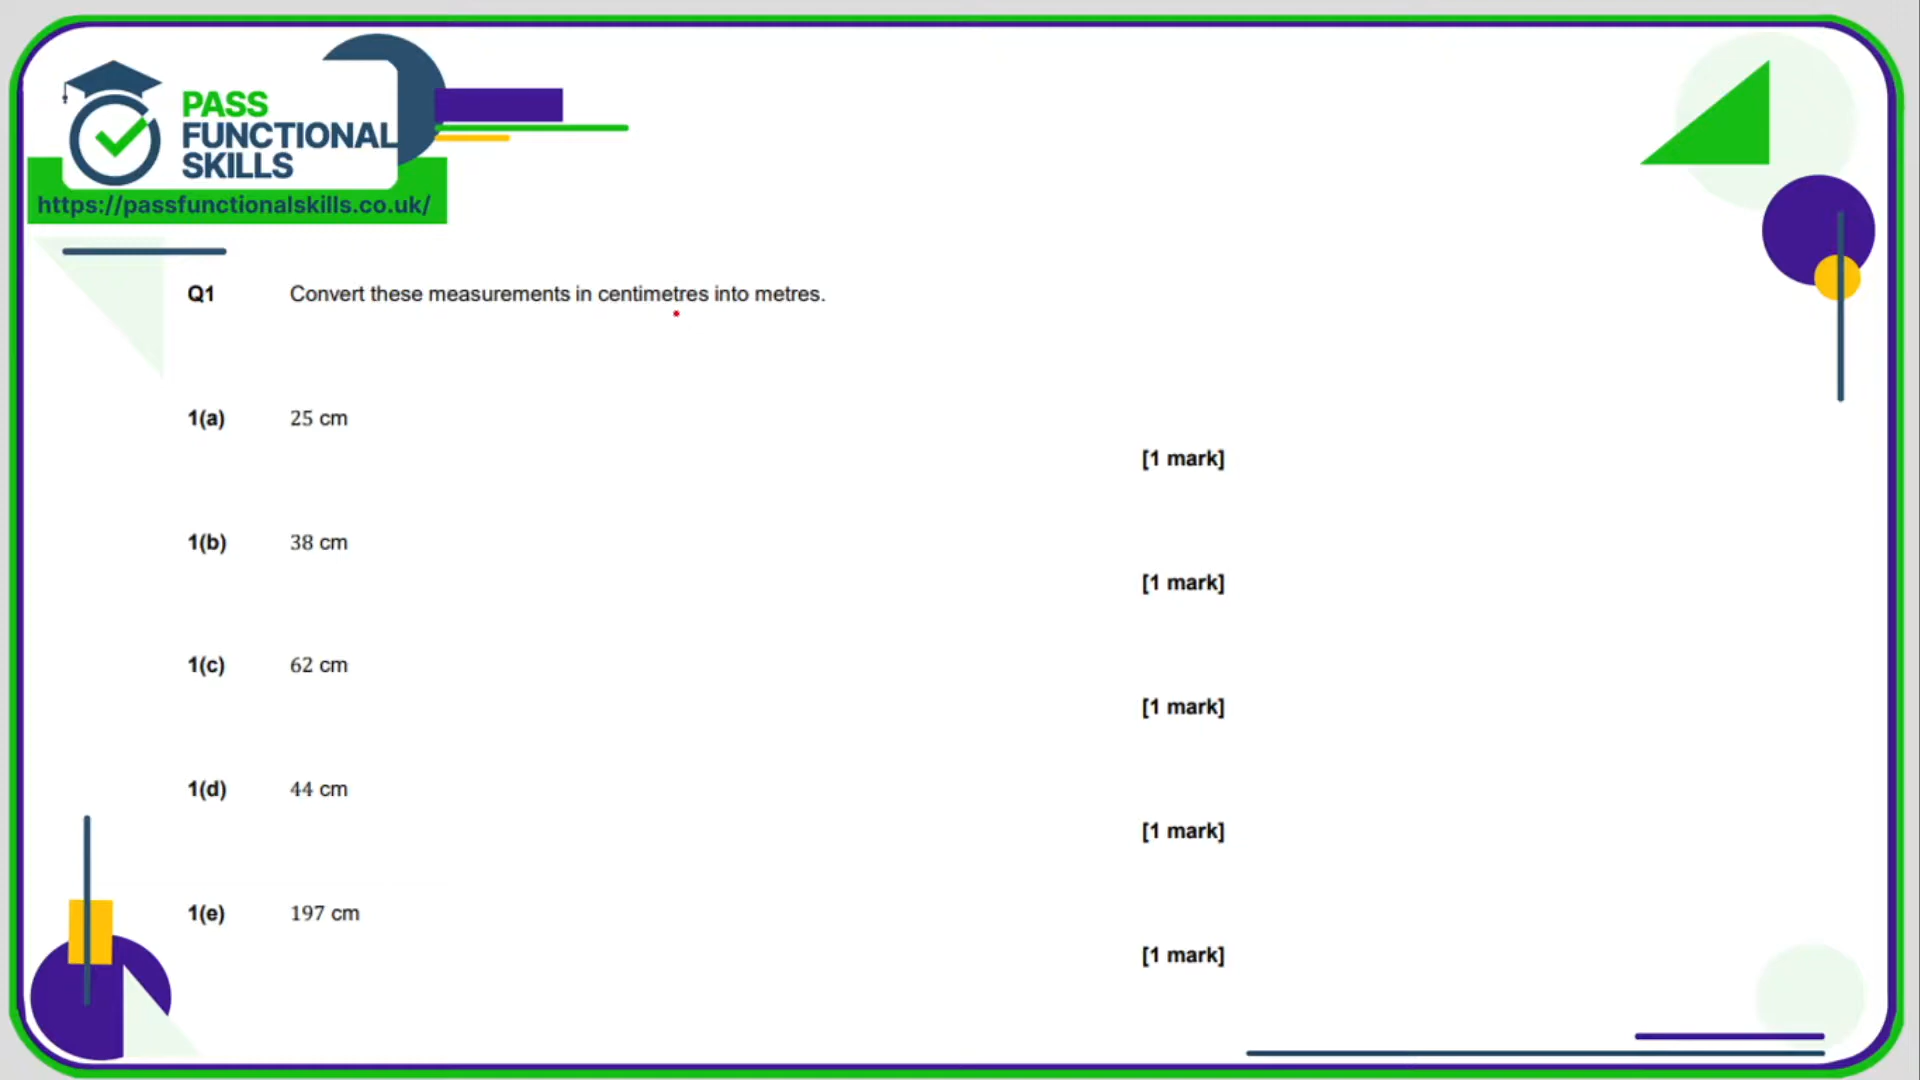 PASS
FUNCTIONAL
SKILLS
https://passfunctionalskills.co.uk/
Q1 Convert these measurements in centimetres into metres.
1(a) 25 cm
[1 mark]
1(b) 38 cm
[1 mark]
1(c) 62 cm
[1 mark]
1(d) 44 cm
[1 mark]
1(e) 197 cm
[1 mark]